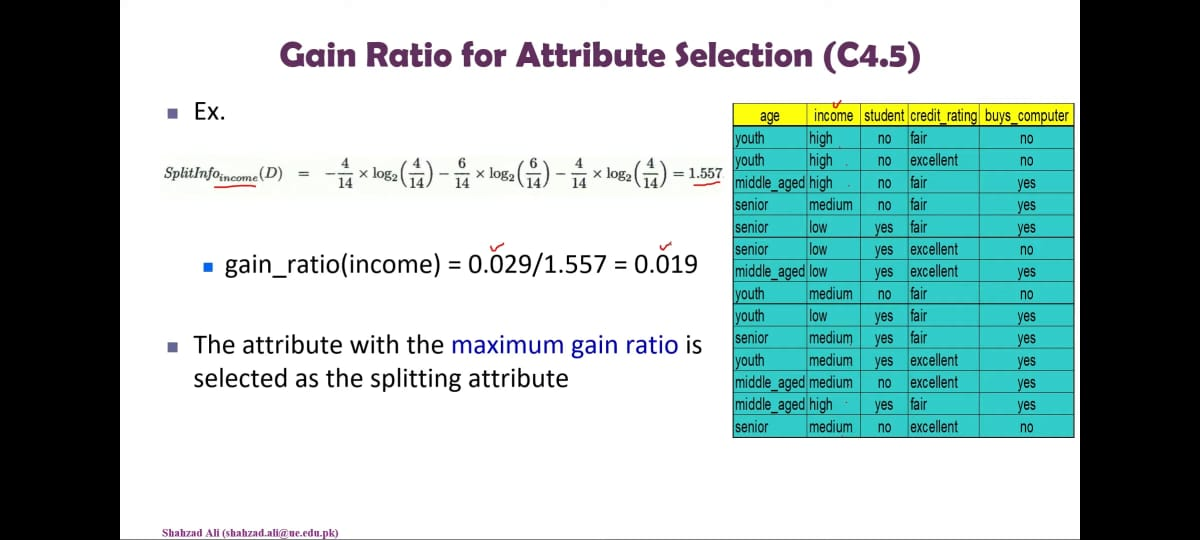 Gain Ratio for Attribute Selection (C4.5)
Ex.
SplitInfo_income(D) = −4/14 × log₂(4/14) − 6/14 × log₂(6/14) − 4/14 × log₂(4/14) = 1.557
gain_ratio(income) = 0.029/1.557 = 0.019
The attribute with the maximum gain ratio is
selected as the splitting attribute
age income student credit_rating buys_computer
youth high no fair no
youth high no excellent no
middle_aged high no fair yes
senior medium no fair yes
senior low yes fair yes
senior low yes excellent no
middle_aged low yes excellent yes
youth medium no fair no
youth low yes fair yes
senior medium yes fair yes
youth medium yes excellent yes
middle_aged medium no excellent yes
middle_aged high yes fair yes
senior medium no excellent no
Shahzad Ali (shahzad.ali@ue.edu.pk)